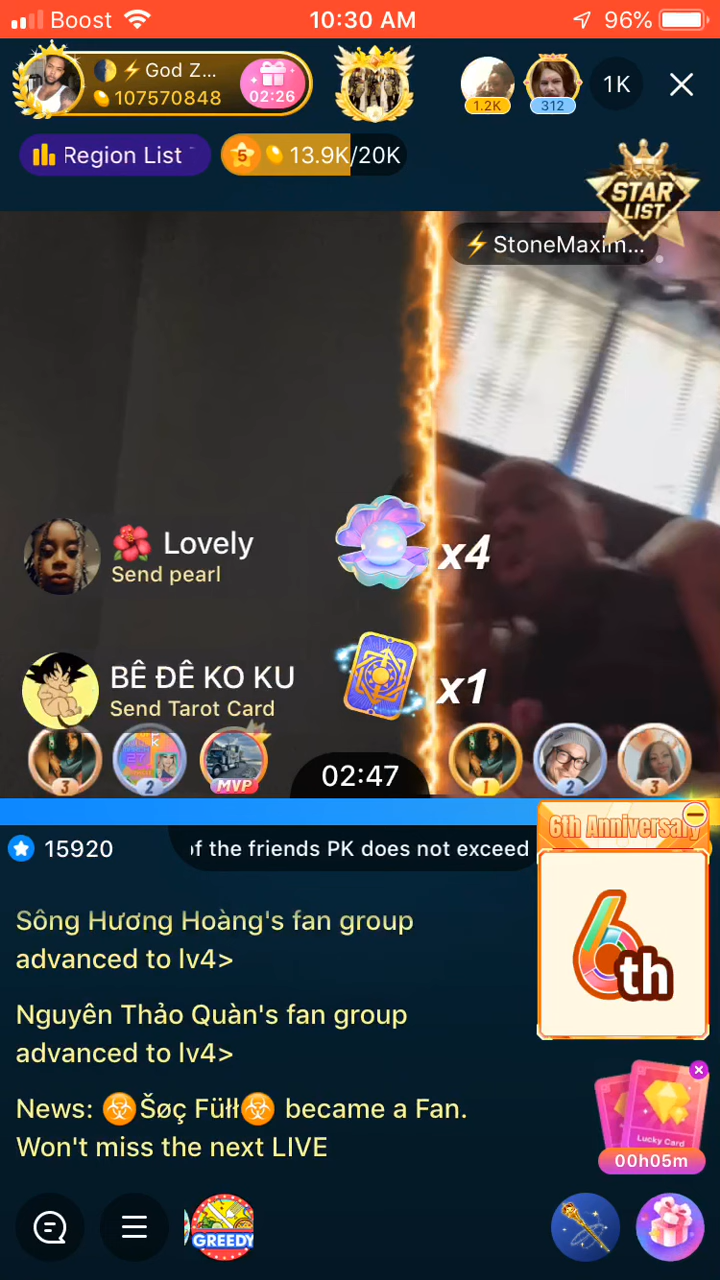 Boost 10:30 AM 96%
⚡God Z...
107570848
02:26
1.2K
312
1K
Region List
5 13.9K/20K
STAR
LIST
⚡StoneMaxim...
🌺 Lovely
Send pearl
x4
BÊ ĐÊ KO KU
Send Tarot Card
x1
3
2
MVP
02:47
1
2
3
15920
of the friends PK does not exceed
6th Anniversary
6th
Sông Hương Hoàng's fan group
advanced to lv4>
Nguyên Thảo Quàn's fan group
advanced to lv4>
News: ☣Šøç Füłł☣ became a Fan.
Won't miss the next LIVE
Lucky Card
00h05m
GREEDY